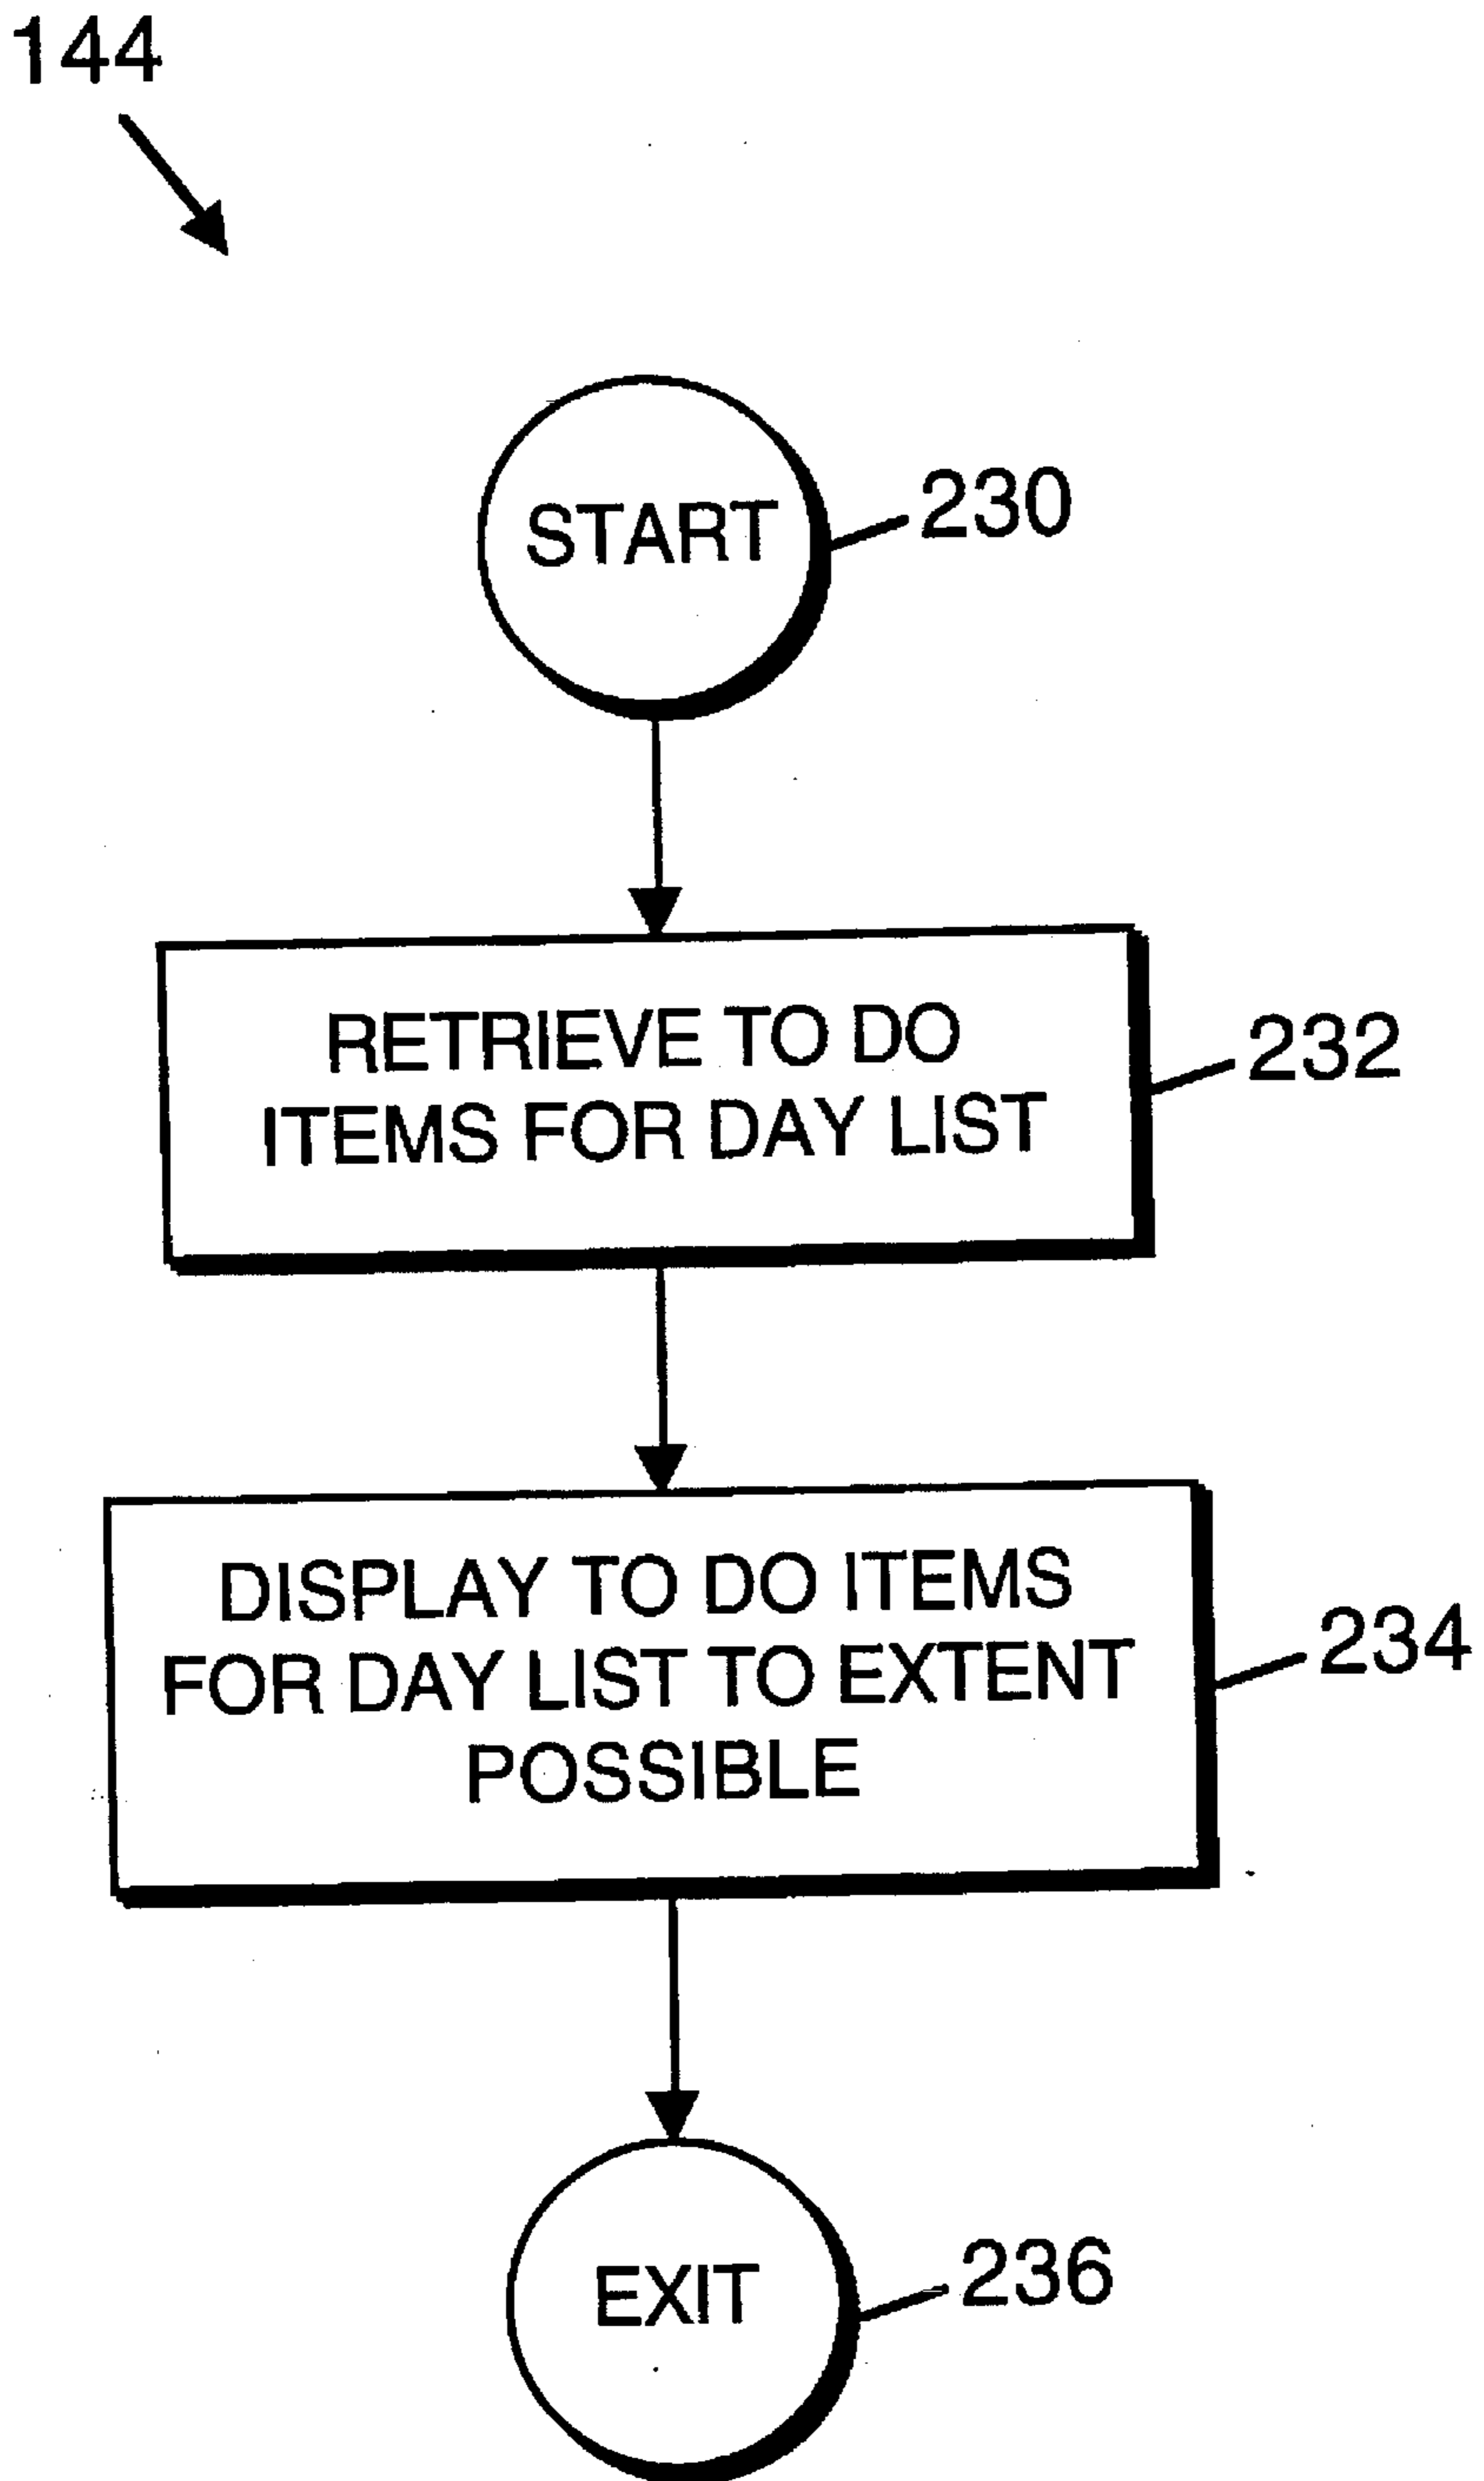 144
START
230
RETRIEVE TO DO
ITEMS FOR DAY LIST
232
DISPLAY TO DO ITEMS
FOR DAY LIST TO EXTENT
POSSIBLE
234
EXIT
236